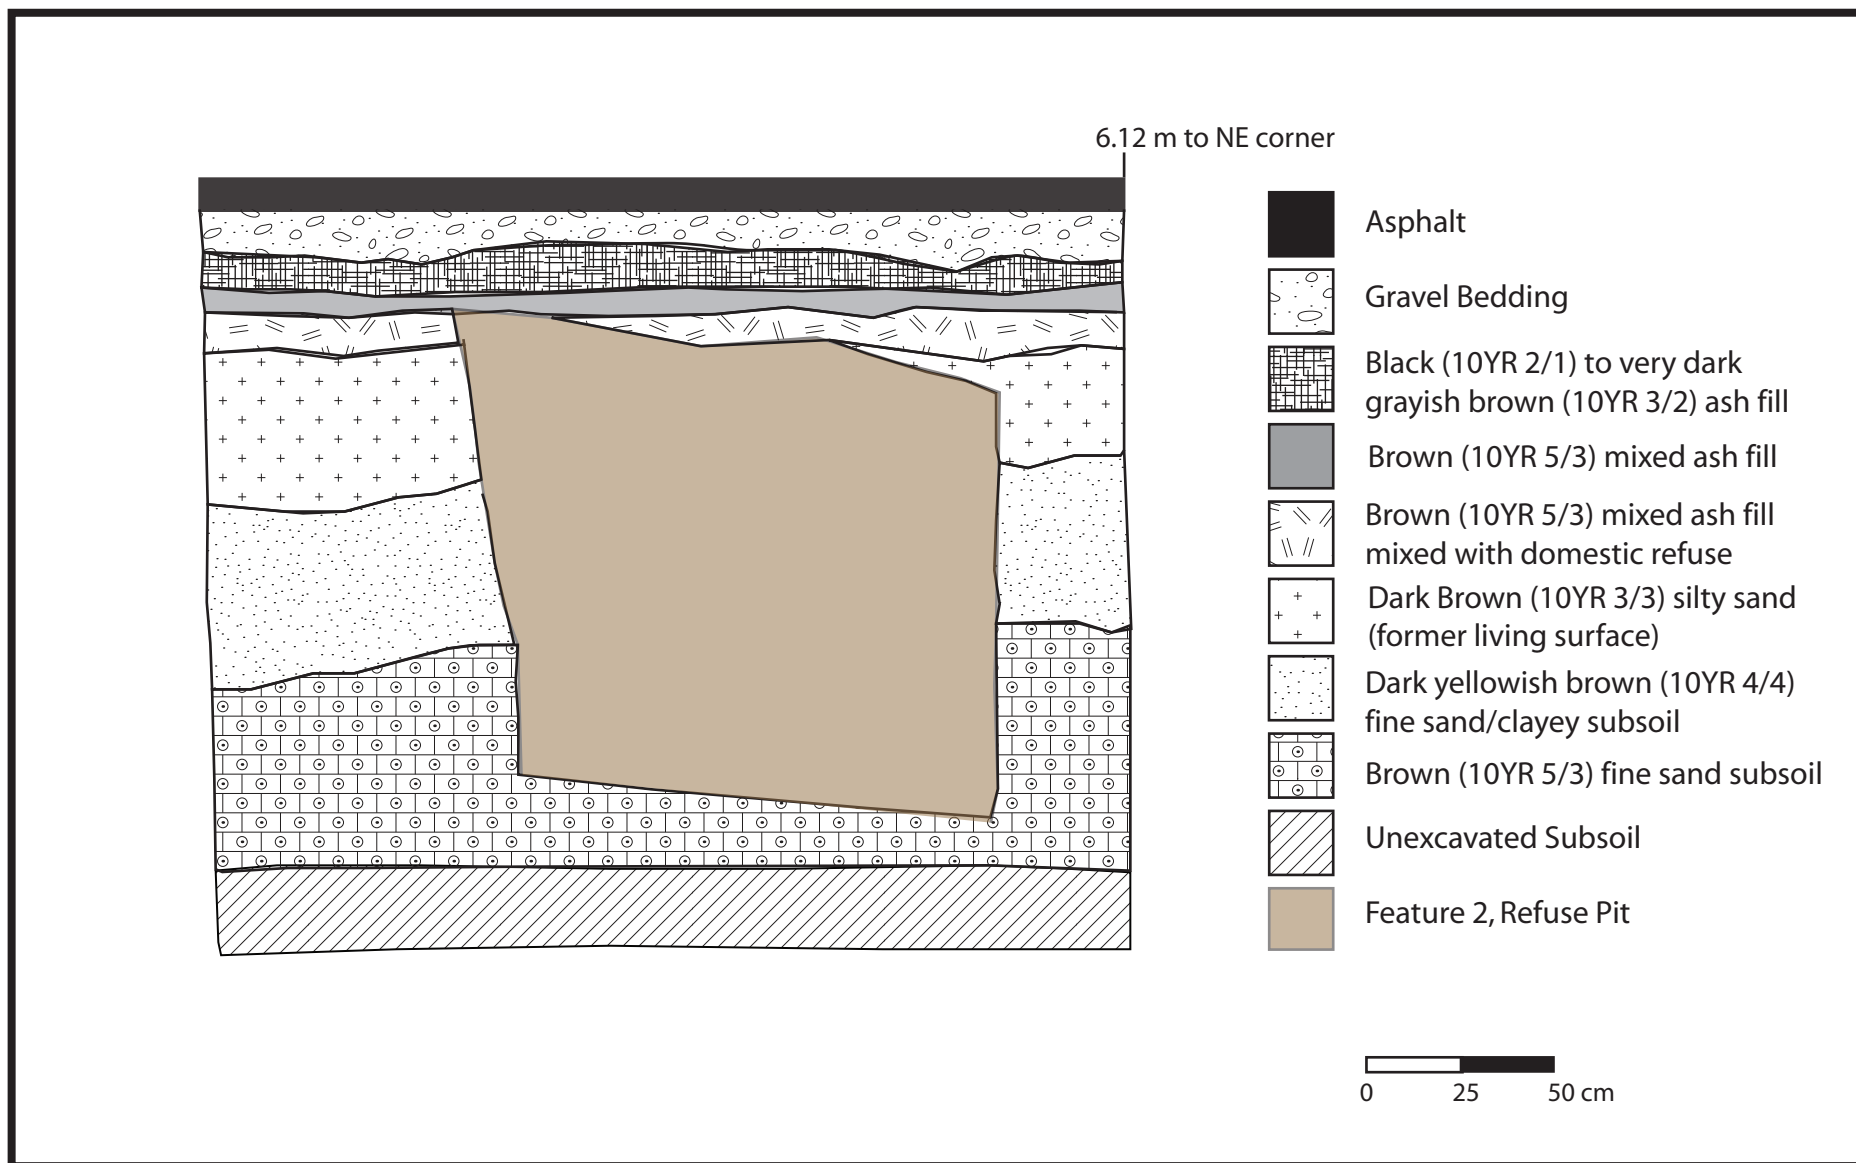 6.12 m to NE corner
Asphalt
Gravel Bedding
Black (10YR 2/1) to very dark
grayish brown (10YR 3/2) ash fill
Brown (10YR 5/3) mixed ash fill
Brown (10YR 5/3) mixed ash fill
mixed with domestic refuse
Dark Brown (10YR 3/3) silty sand
(former living surface)
Dark yellowish brown (10YR 4/4)
fine sand/clayey subsoil
Brown (10YR 5/3) fine sand subsoil
Unexcavated Subsoil
Feature 2, Refuse Pit
0 25 50 cm